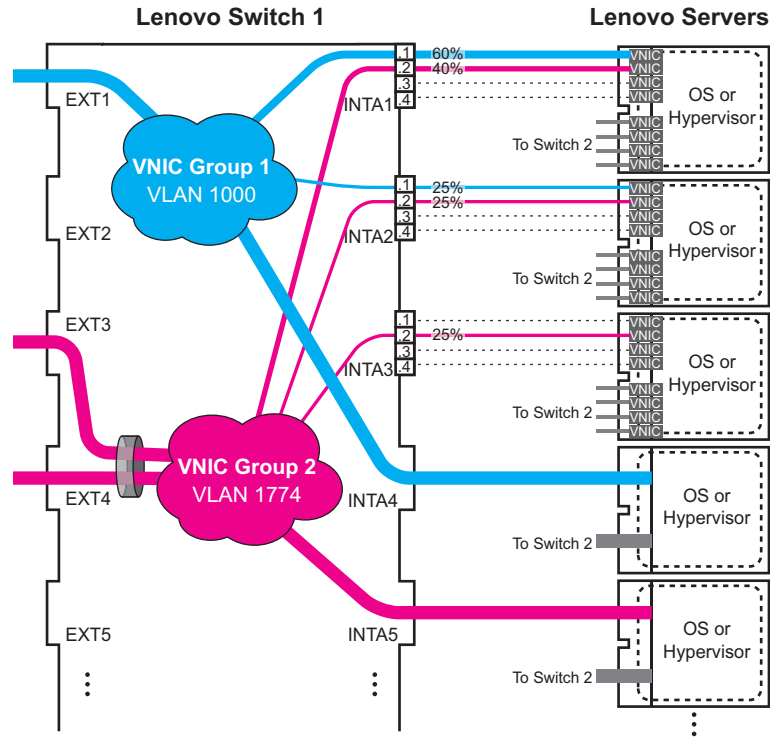 Lenovo Switch 1
Lenovo Servers
EXT1
EXT2
EXT3
EXT4
EXT5
VNIC Group 1
VLAN 1000
VNIC Group 2
VLAN 1774
INTA1
.1
.2
.3
.4
60%
40%
VNIC
VNIC
VNIC
VNIC
To Switch 2
VNIC
VNIC
VNIC
VNIC
OS or
Hypervisor
INTA2
.1
.2
.3
.4
25%
25%
VNIC
VNIC
VNIC
VNIC
To Switch 2
VNIC
VNIC
VNIC
VNIC
OS or
Hypervisor
INTA3
.1
.2
.3
.4
25%
VNIC
VNIC
VNIC
VNIC
To Switch 2
VNIC
VNIC
VNIC
VNIC
OS or
Hypervisor
INTA4
To Switch 2
OS or
Hypervisor
INTA5
To Switch 2
OS or
Hypervisor